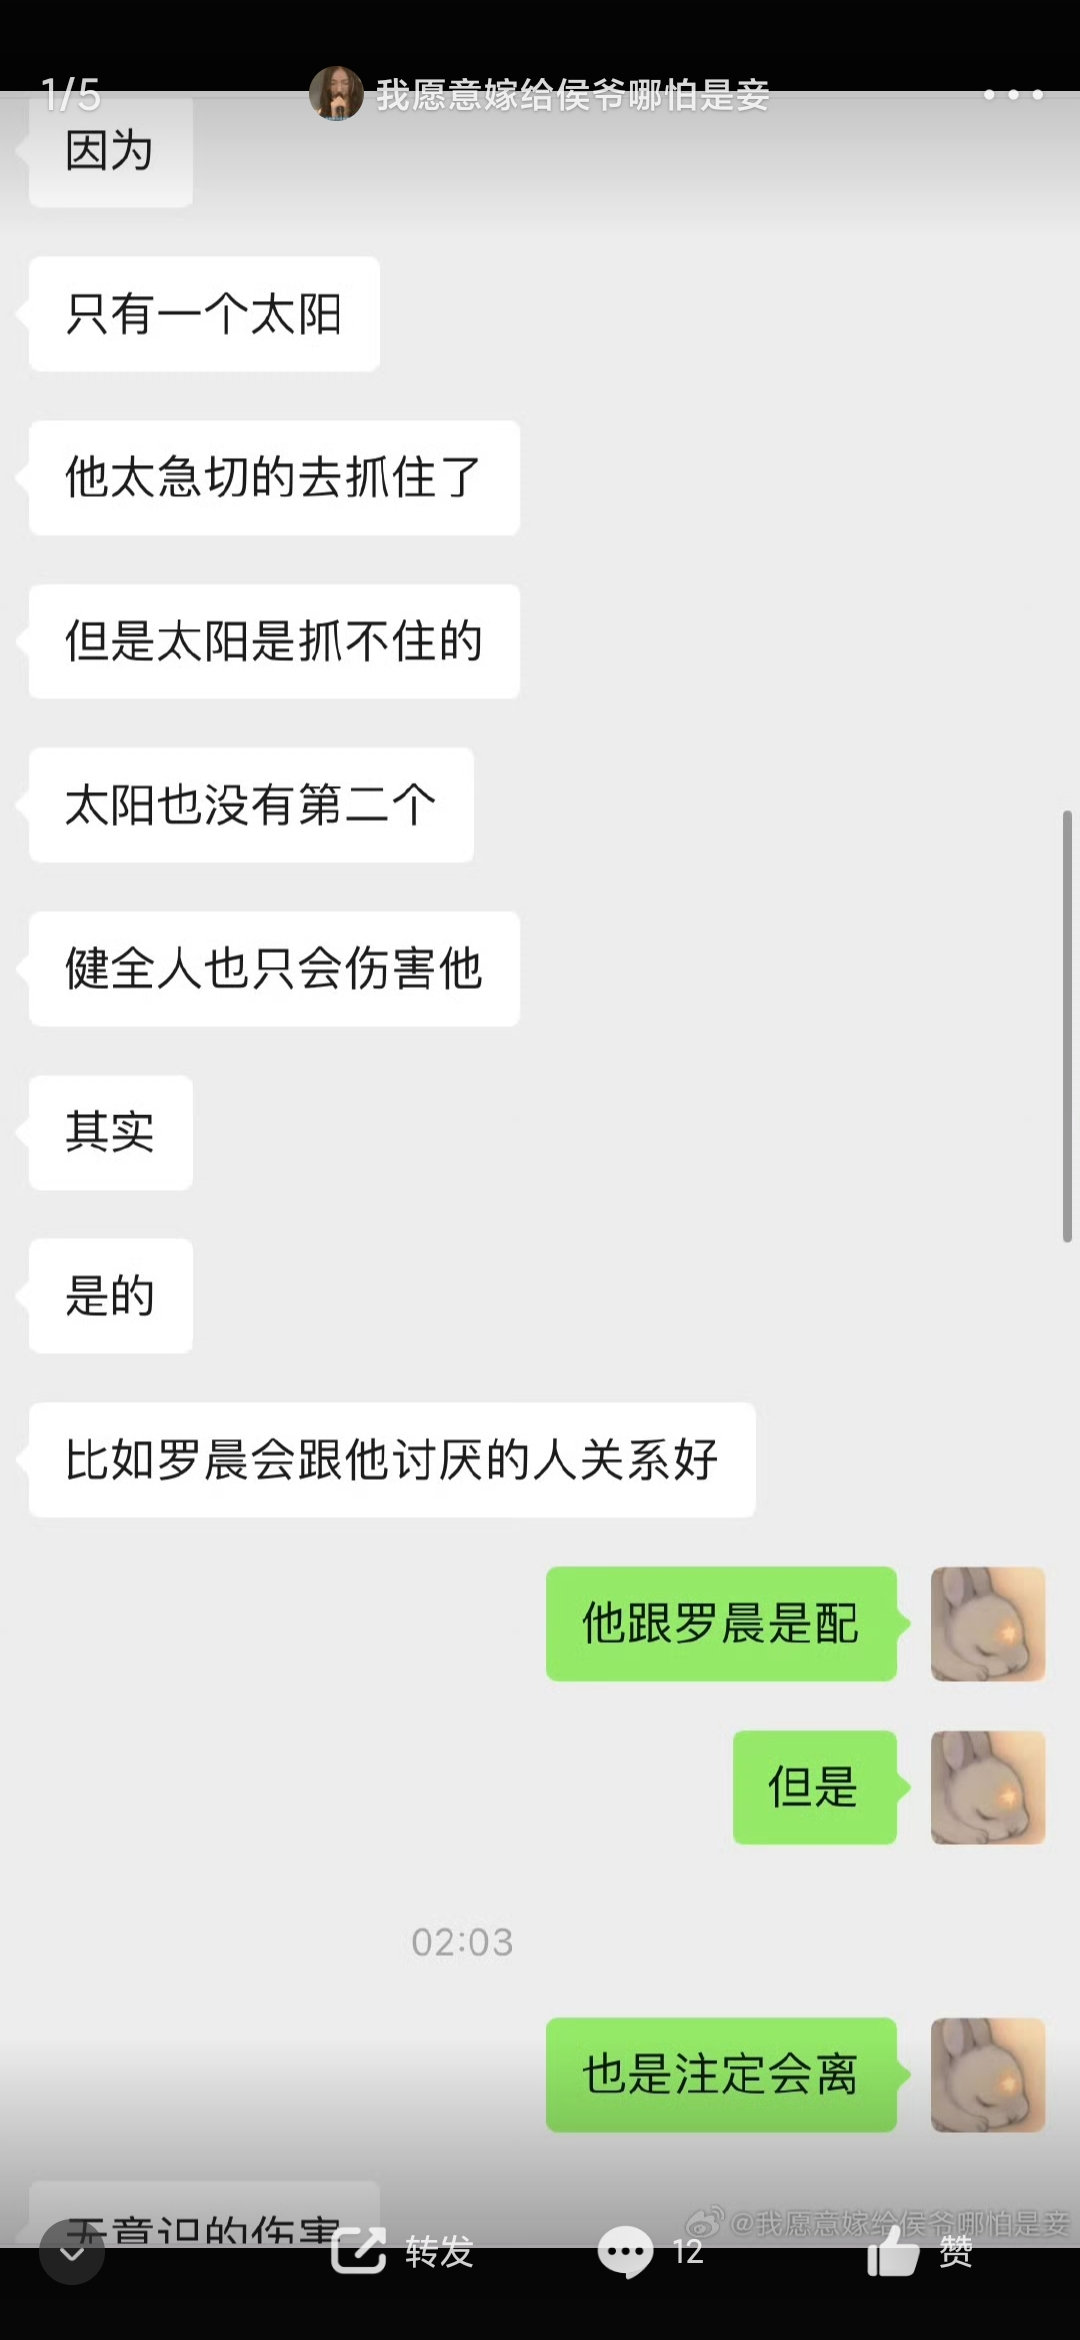 1/5
我愿意嫁给侯爷哪怕是妾
因为
只有一个太阳
他太急切的去抓住了
但是太阳是抓不住的
太阳也没有第二个
健全人也只会伤害他
其实
是的
比如罗晨会跟他讨厌的人关系好
他跟罗晨是配
但是
02:03
也是注定会离
无意识的伤害
@我愿意嫁给侯爷哪怕是妾
转发
12
赞